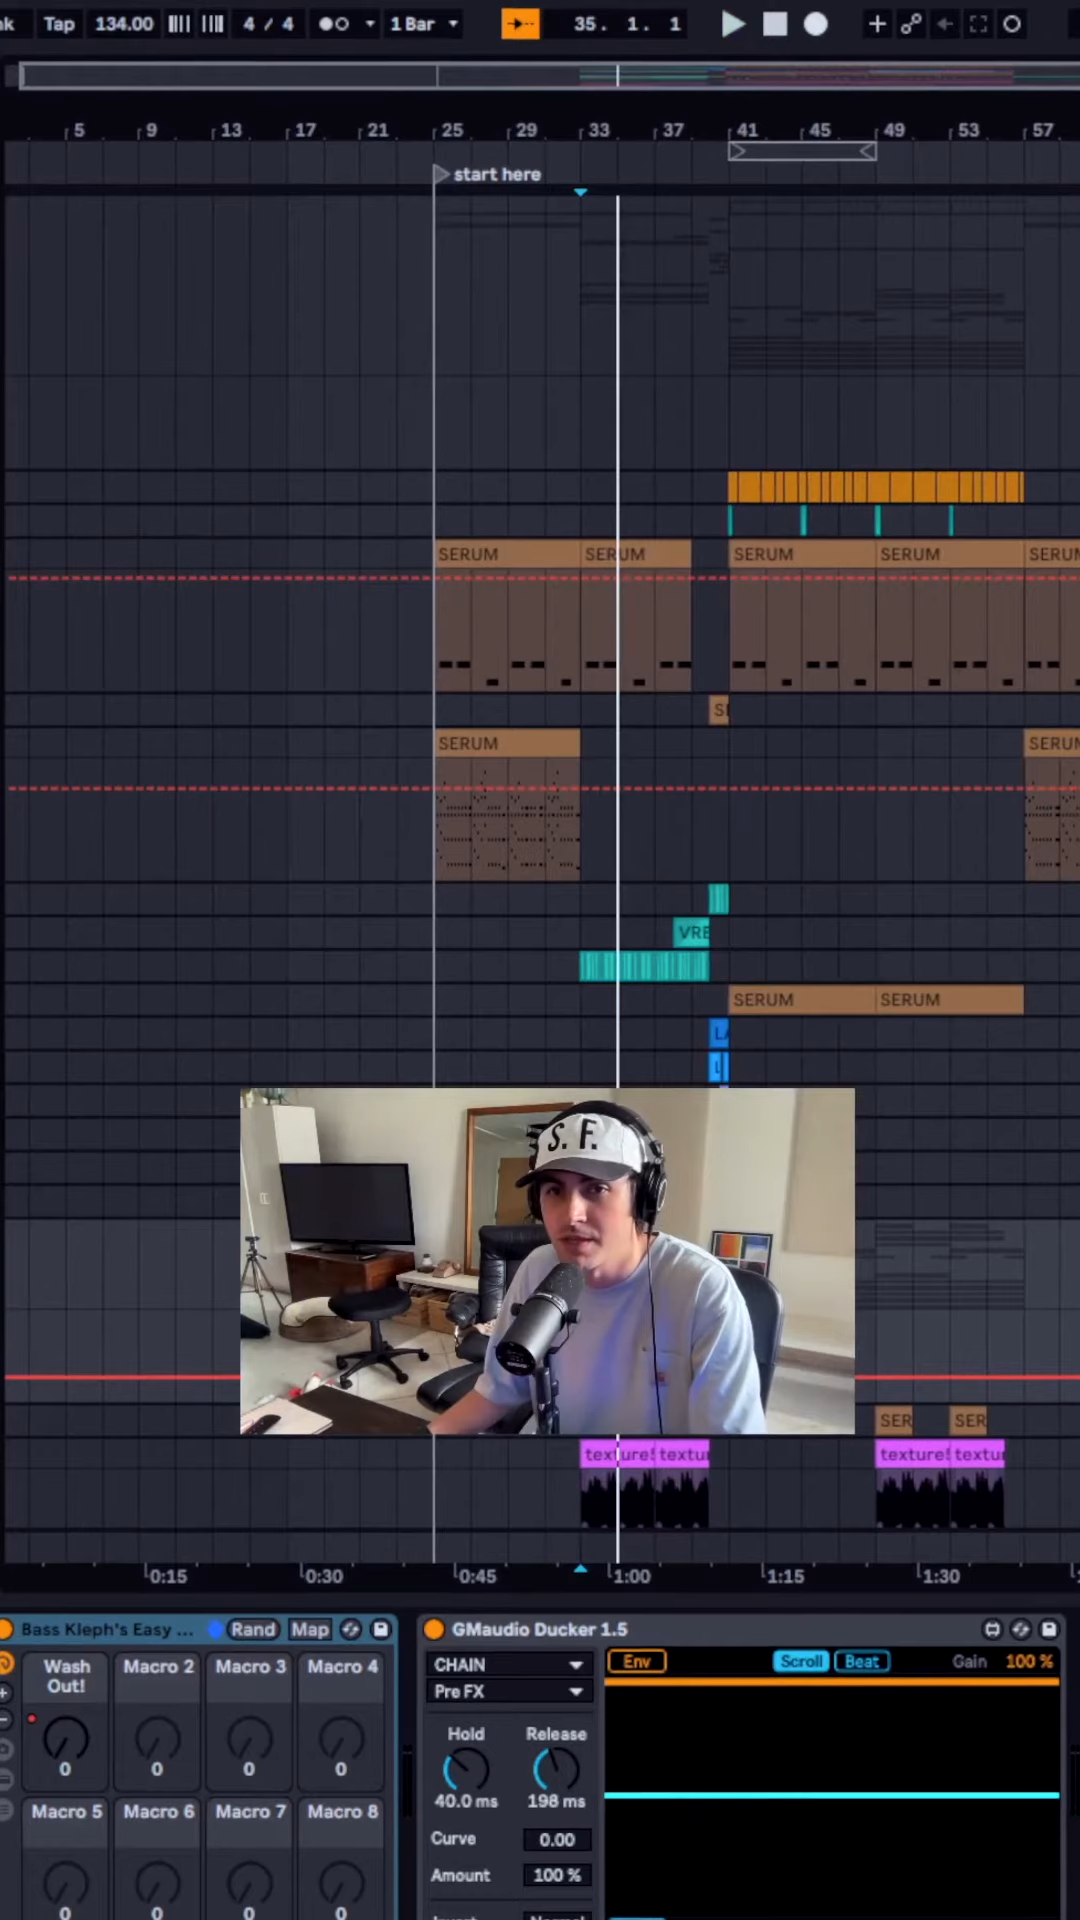 nk Tap 134.00 4 / 4 1 Bar 35. 1. 1
5 9 13 17 21 25 29 33 37 41 45 49 53 57
start here
SERUM SERUM SERUM SERUM SERUM
SERUM SERUM
VRE
SERUM SERUM
S. F.
SER SER
texture! textur texture! textur
0:15 0:30 0:45 1:00 1:15 1:30
Bass Kleph's Easy ... Rand Map
GMaudio Ducker 1.5
Wash Out! Macro 2 Macro 3 Macro 4
0 0 0 0
Macro 5 Macro 6 Macro 7 Macro 8
0 0 0 0
CHAIN
Pre FX
Env Scroll Beat Gain 100 %
Hold Release
40.0 ms 198 ms
Curve 0.00
Amount 100 %